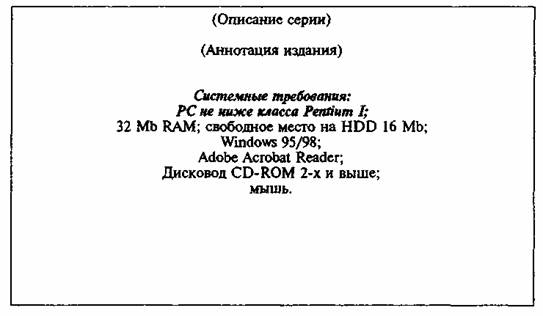 (Описание серии)
(Аннотация издания)
Системные требования:
PC не ниже класса Pentium I;
32 Mb RAM; свободное место на HDD 16 Mb;
Windows 95/98;
Adobe Acrobat Reader;
Дисковод CD-ROM 2-х и выше;
мышь.